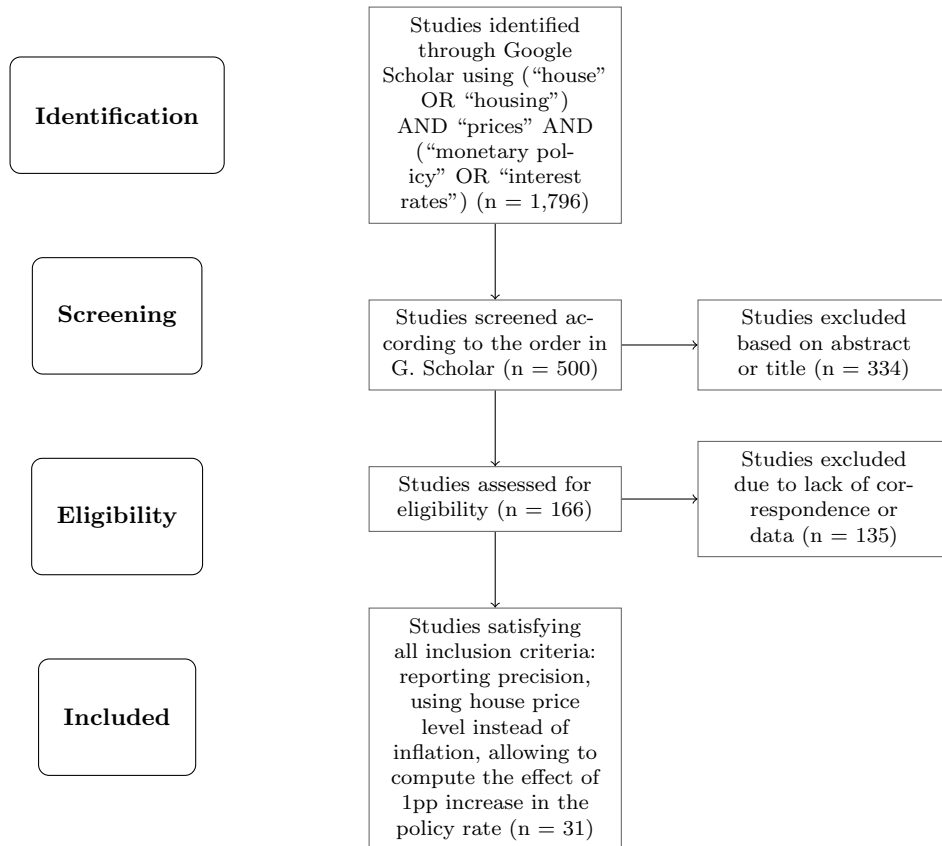 Identification
Studies identified
through Google
Scholar using (“house”
OR “housing”)
AND “prices” AND
(“monetary pol-
icy” OR “interest
rates”) (n = 1,796)
Screening
Studies screened ac-
cording to the order in
G. Scholar (n = 500)
Studies excluded
based on abstract
or title (n = 334)
Eligibility
Studies assessed for
eligibility (n = 166)
Studies excluded
due to lack of cor-
respondence or
data (n = 135)
Included
Studies satisfying
all inclusion criteria:
reporting precision,
using house price
level instead of
inflation, allowing to
compute the effect of
1pp increase in the
policy rate (n = 31)